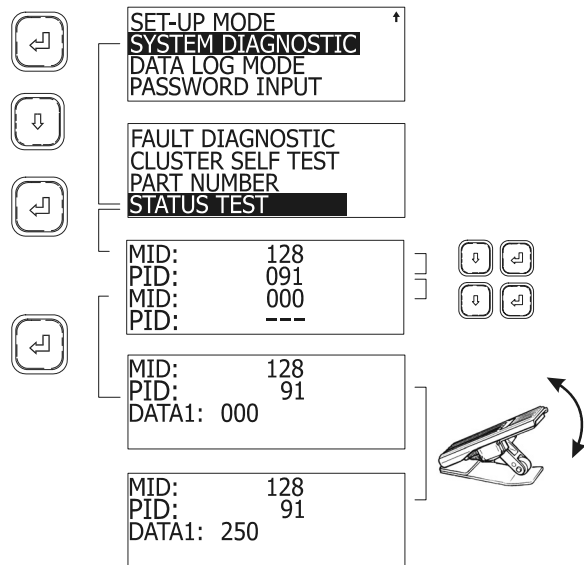 SET-UP MODE
SYSTEM DIAGNOSTIC
DATA LOG MODE
PASSWORD INPUT
FAULT DIAGNOSTIC
CLUSTER SELF TEST
PART NUMBER
STATUS TEST
MID: 128
PID: 091
MID: 000
PID: ---
MID: 128
PID: 91
DATA1: 000
MID: 128
PID: 91
DATA1: 250